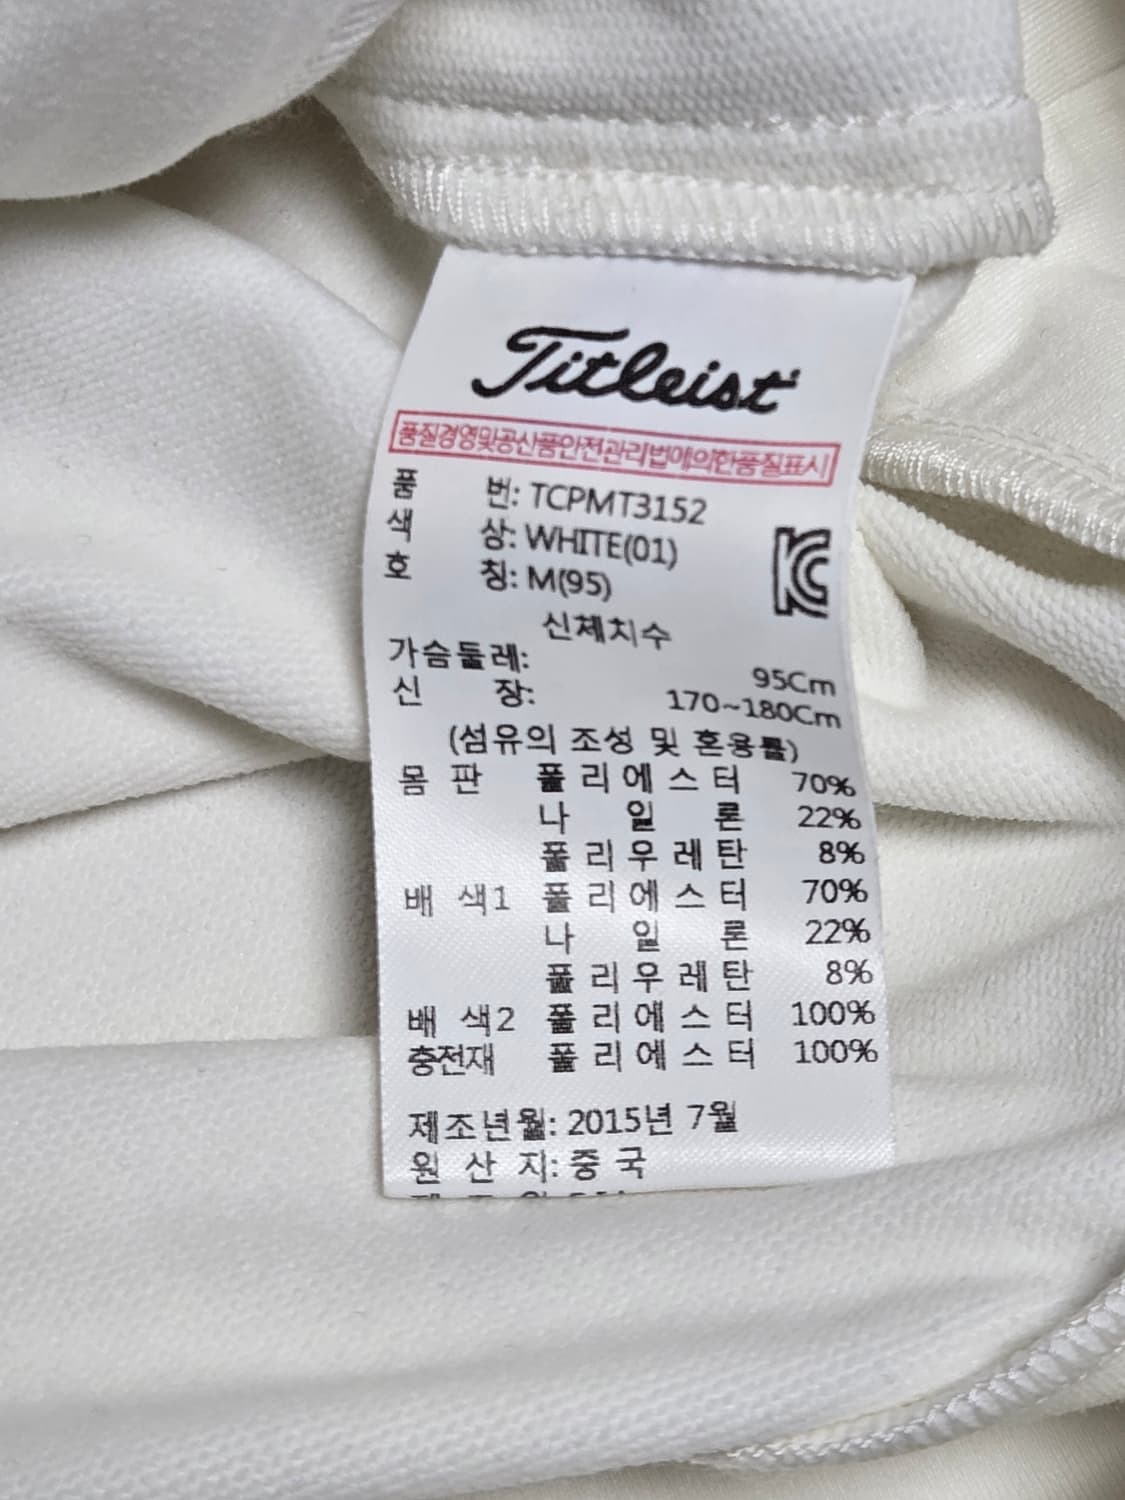 Titleist
품질경영및공산품안전관리법에의한품질표시
품 번: TCPMT3152
색 상: WHITE(01)
호 칭: M(95)
신체치수
가슴둘레: 95Cm
신 장: 170~180Cm
(섬유의 조성 및 혼용률)
몸 판 폴리에스터 70%
나 일 론 22%
폴리우레탄 8%
배 색1 폴리에스터 70%
나 일 론 22%
폴리우레탄 8%
배 색2 폴리에스터 100%
충전재 폴리에스터 100%
제조년월: 2015년 7월
원 산 지: 중 국